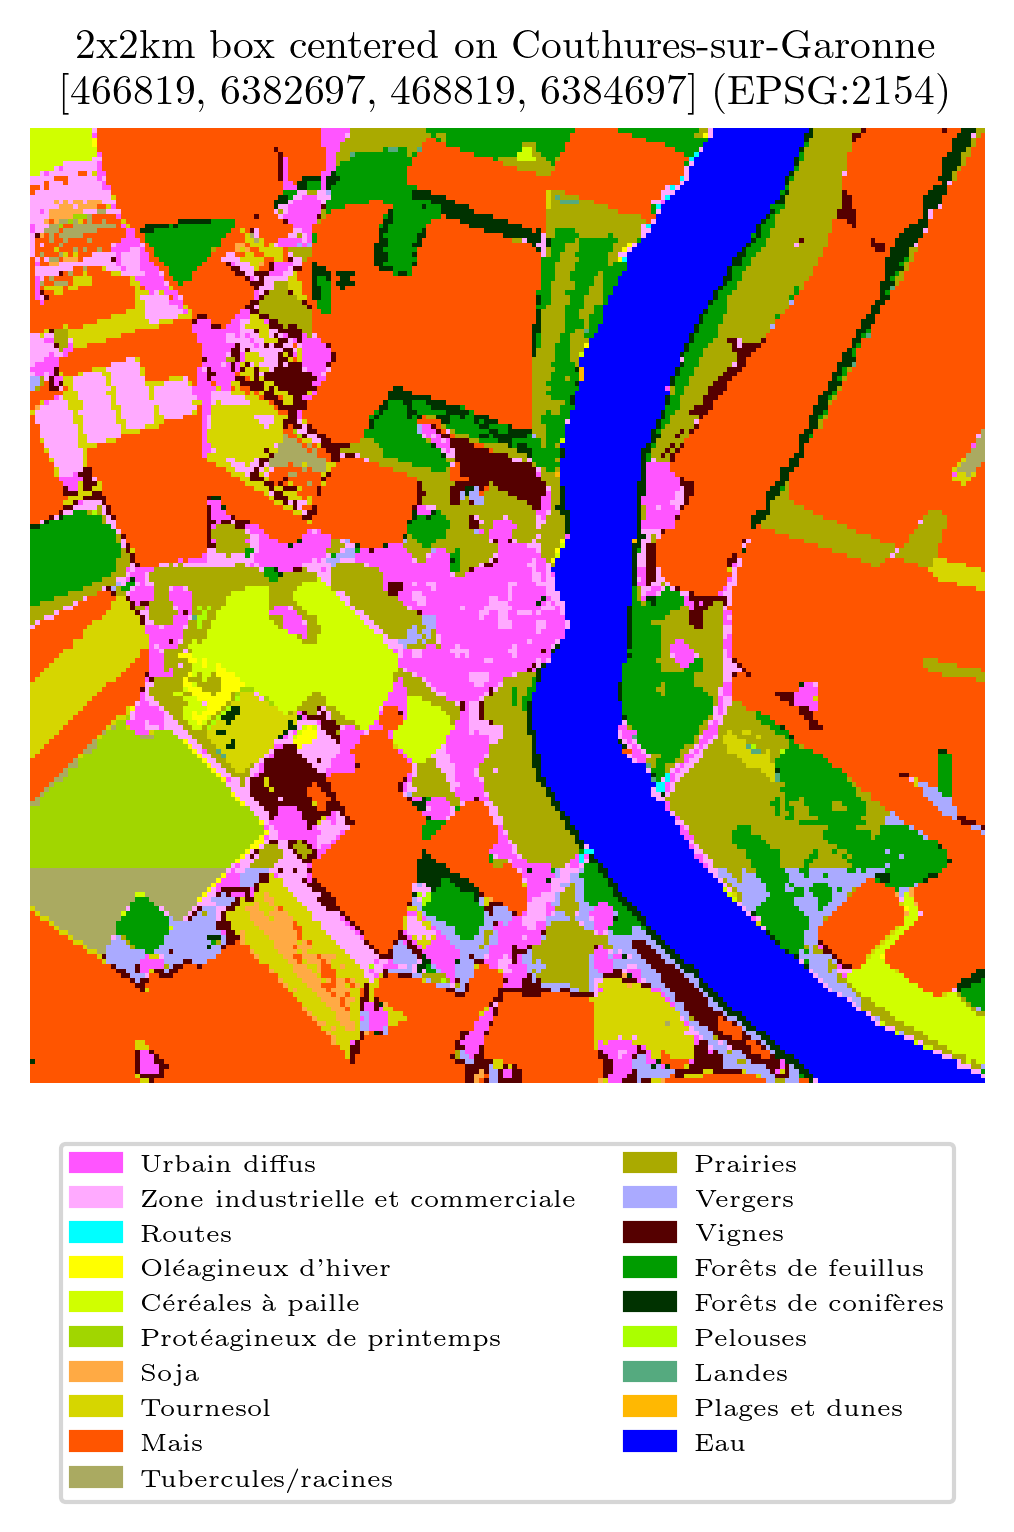 2x2km box centered on Couthures-sur-Garonne
[466819, 6382697, 468819, 6384697] (EPSG:2154)
Urbain diffus
Zone industrielle et commerciale
Routes
Oléagineux d'hiver
Céréales à paille
Protéagineux de printemps
Soja
Tournesol
Mais
Tubercules/racines
Prairies
Vergers
Vignes
Forêts de feuillus
Forêts de conifères
Pelouses
Landes
Plages et dunes
Eau